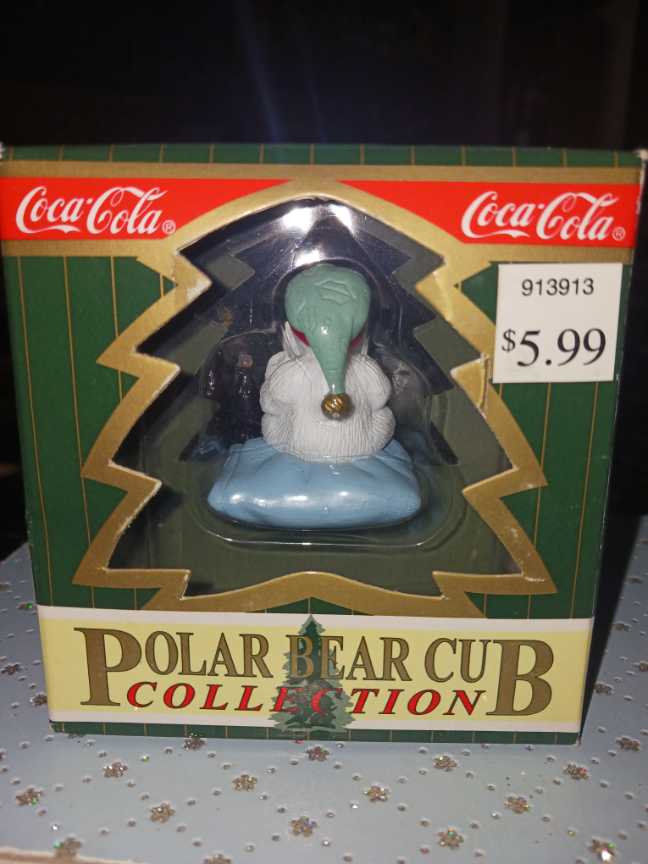 Coca-Cola® Coca-Cola®
913913
$5.99
POLAR BEAR CUB
COLLECTION